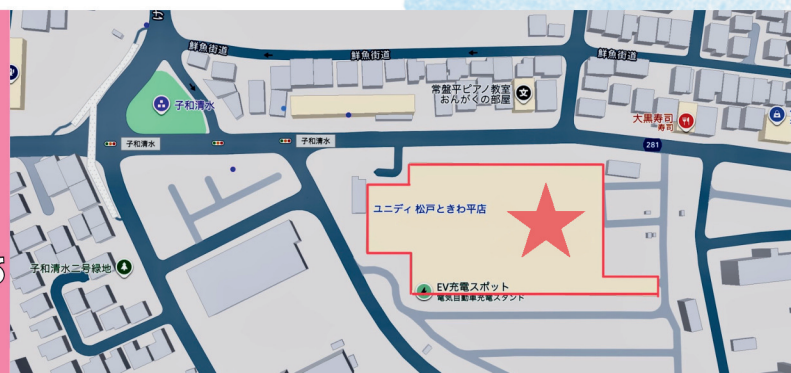 鮮魚街道
鮮魚街道
鮮魚街道
子和清水
常盤平ピアノ教室
おんがくの部屋
大黒寿司
寿司
子和清水
子和清水
281
ユニディ 松戸ときわ平店
子和清水二号緑地
EV充電スポット
電気自動車充電スタンド